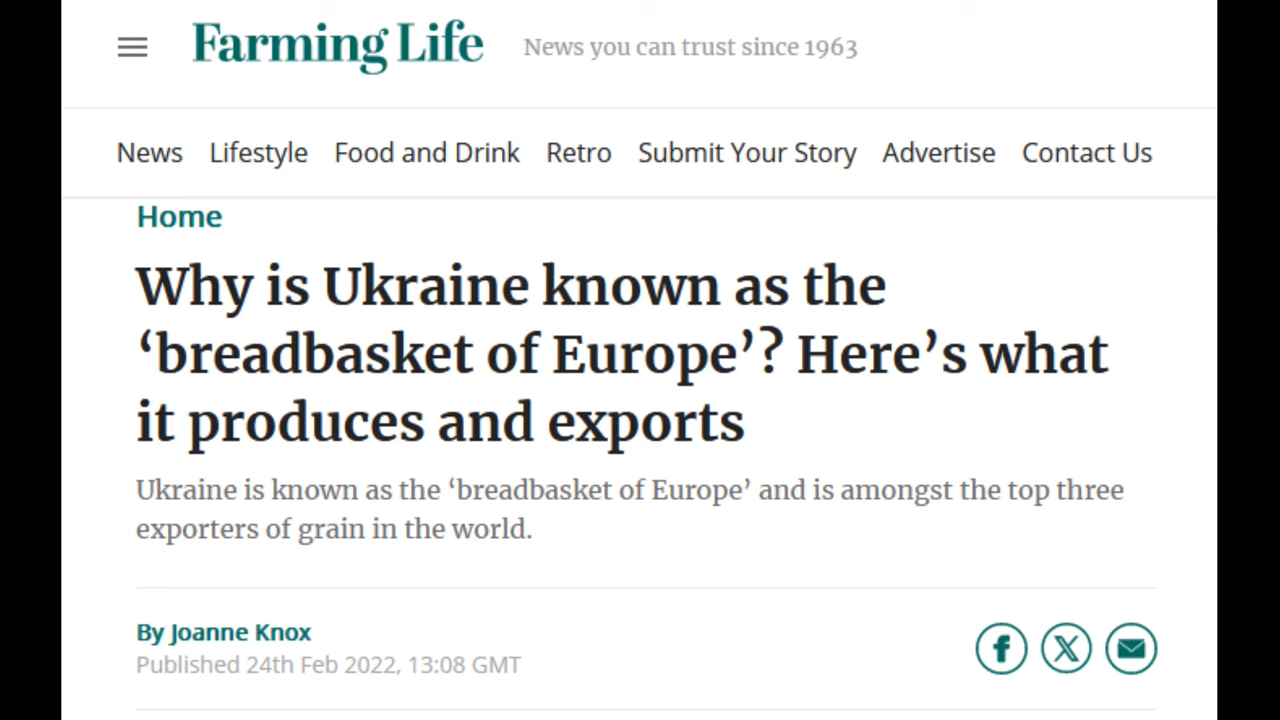 Farming Life
News you can trust since 1963
News Lifestyle Food and Drink Retro Submit Your Story Advertise Contact Us
Home
Why is Ukraine known as the
‘breadbasket of Europe’? Here’s what
it produces and exports
Ukraine is known as the ‘breadbasket of Europe’ and is amongst the top three
exporters of grain in the world.
By Joanne Knox
Published 24th Feb 2022, 13:08 GMT